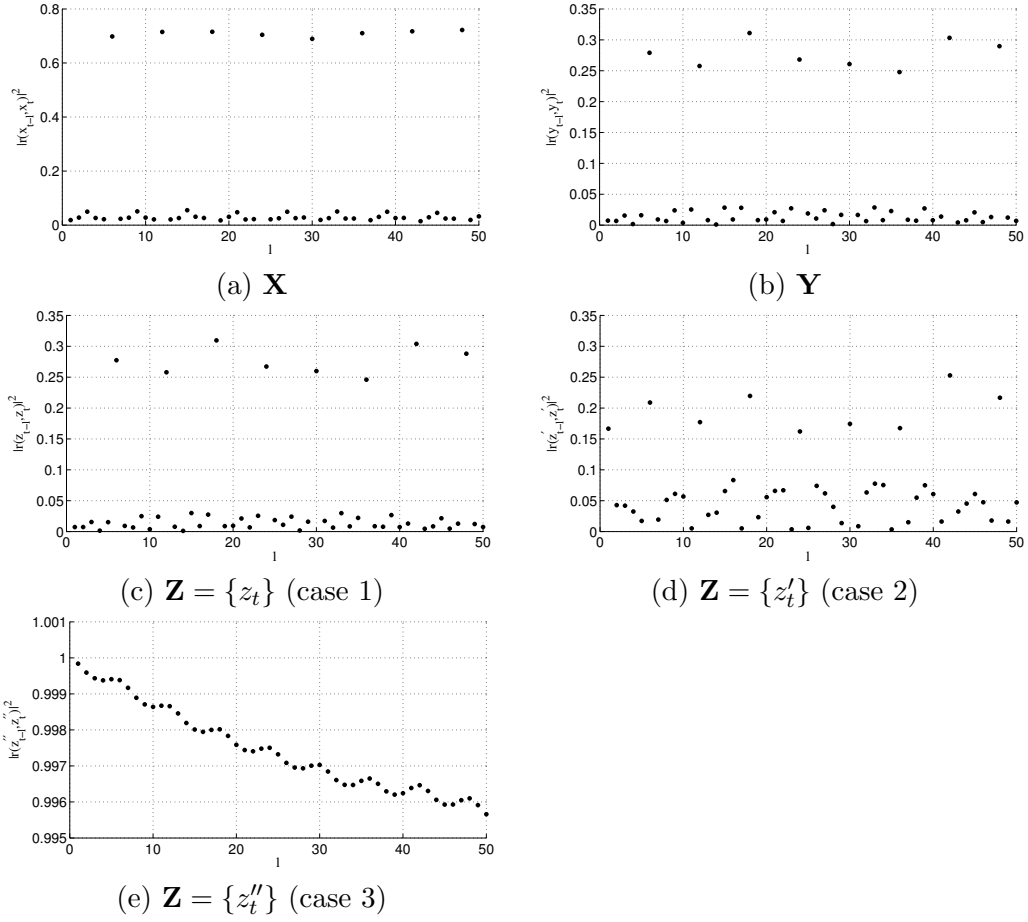 0.8
0.6
0.4
0.2
0
0 10 20 30 40 50
l
|r(x_{t−l},x_t)|²
(a) X
0.35
0.3
0.25
0.2
0.15
0.1
0.05
0
0 10 20 30 40 50
l
|r(y_{t−l},y_t)|²
(b) Y
0.35
0.3
0.25
0.2
0.15
0.1
0.05
0
0 10 20 30 40 50
l
|r(z_{t−l},z_t)|²
(c) Z = {z_t} (case 1)
0.35
0.3
0.25
0.2
0.15
0.1
0.05
0
0 10 20 30 40 50
l
|r(z′_{t−l},z′_t)|²
(d) Z = {z′_t} (case 2)
1.001
1
0.999
0.998
0.997
0.996
0.995
0 10 20 30 40 50
l
|r(z″_{t−l},z″_t)|²
(e) Z = {z″_t} (case 3)